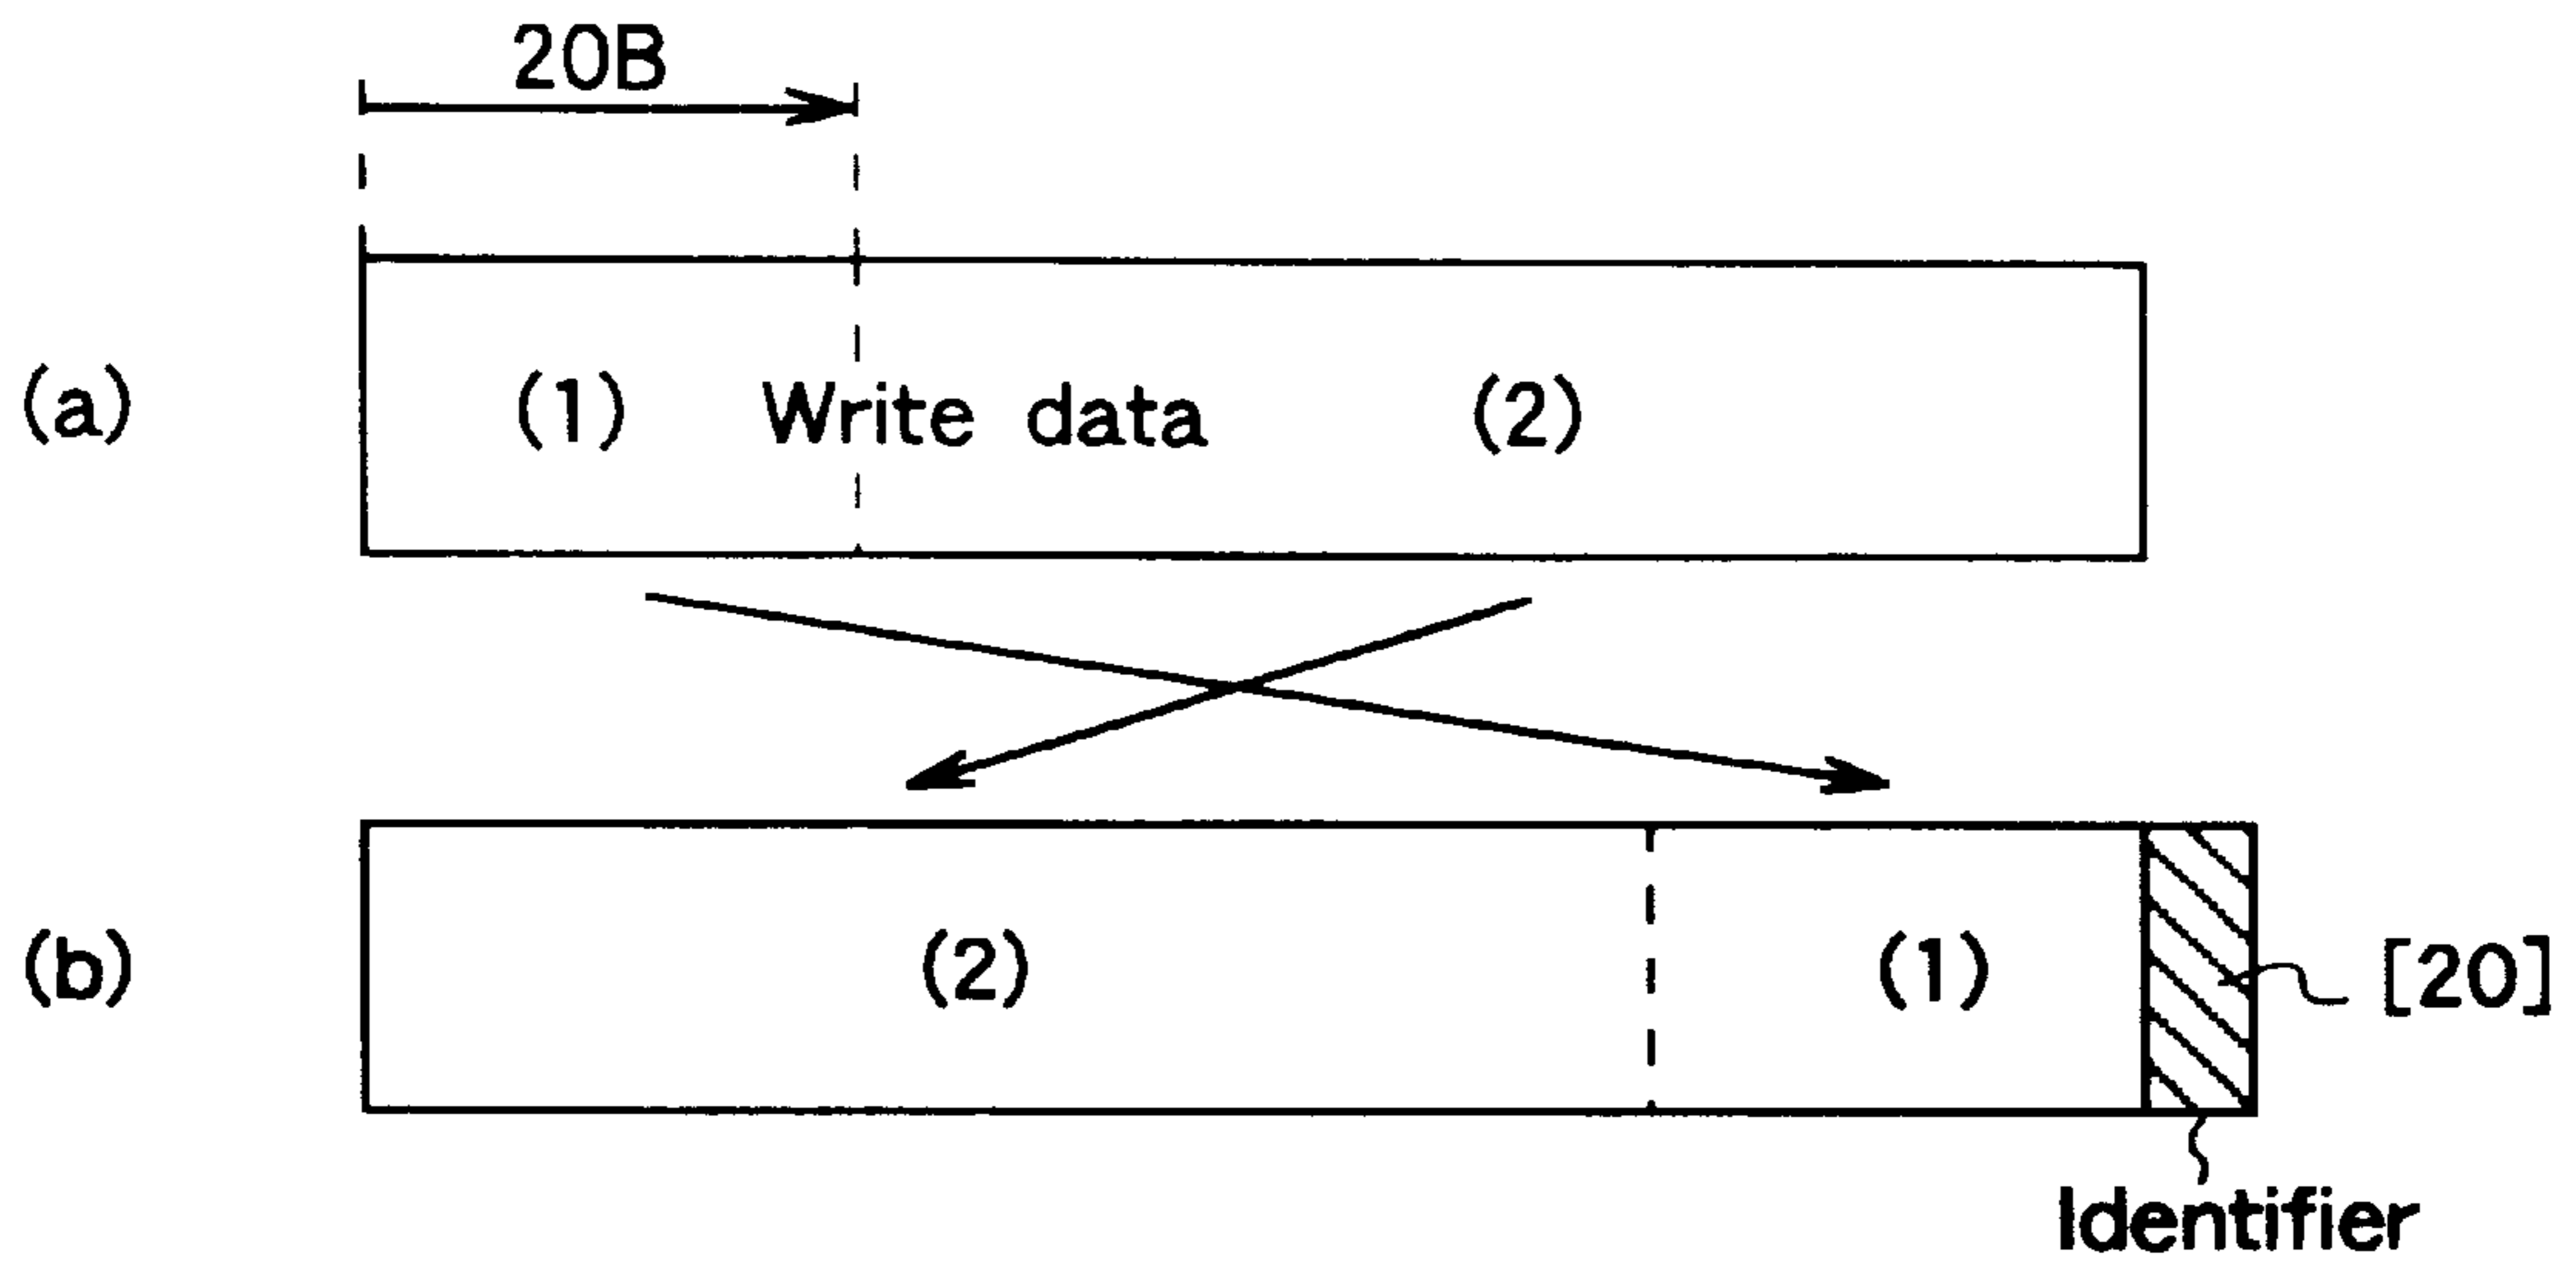 20B
(a) (1) Write data (2)
(b) (2) (1) [20]
Identifier